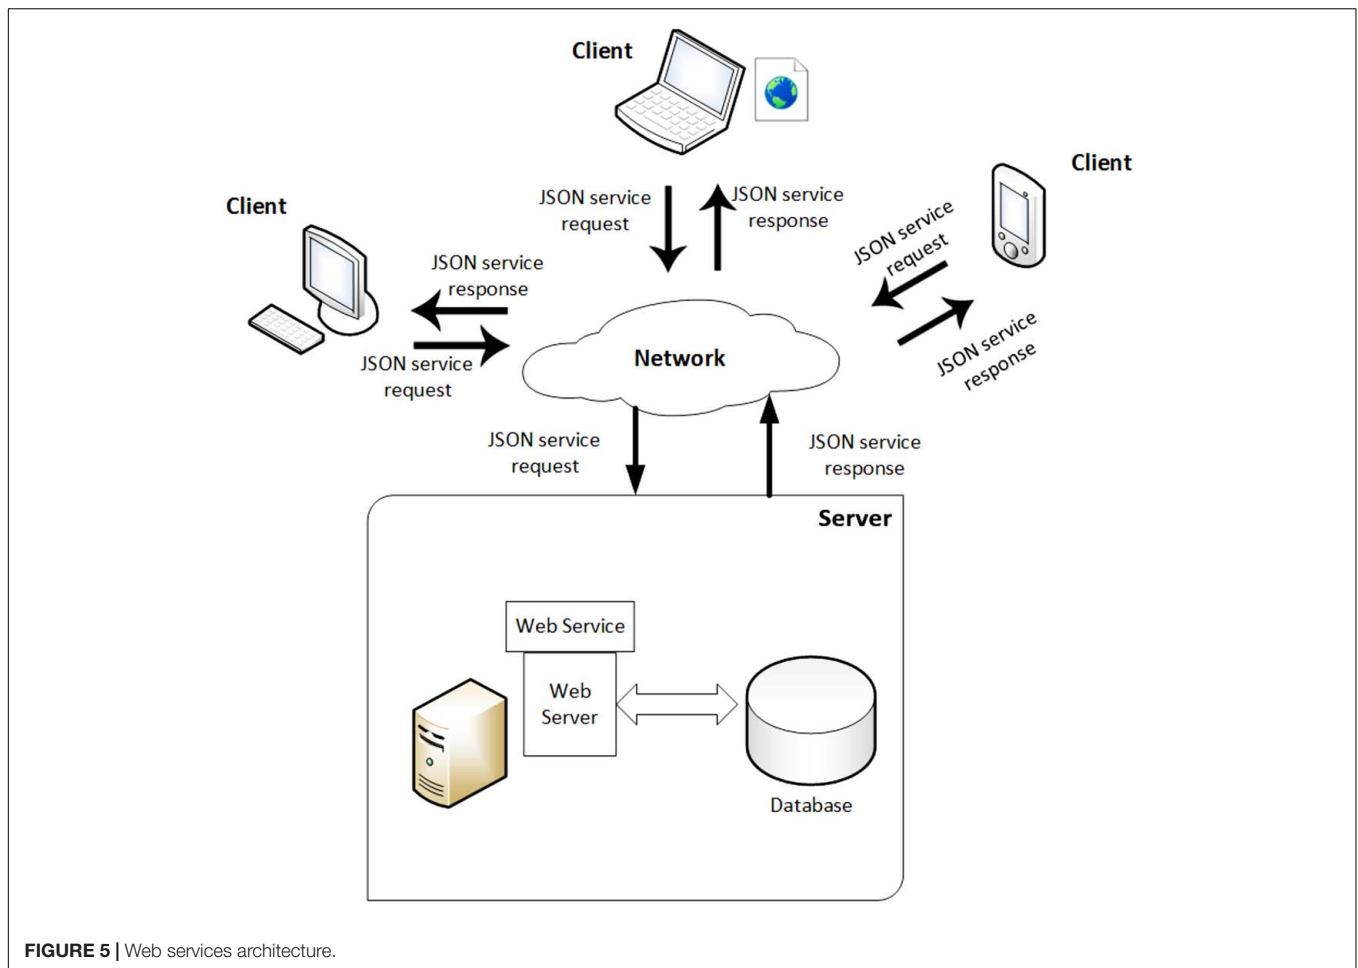 Client
Client
Client
JSON service
request
JSON service
response
JSON service
request
JSON service
response
JSON service
response
JSON service
request
Network
JSON service
request
JSON service
response
Server
Web Service
Web
Server
Database
FIGURE 5 | Web services architecture.